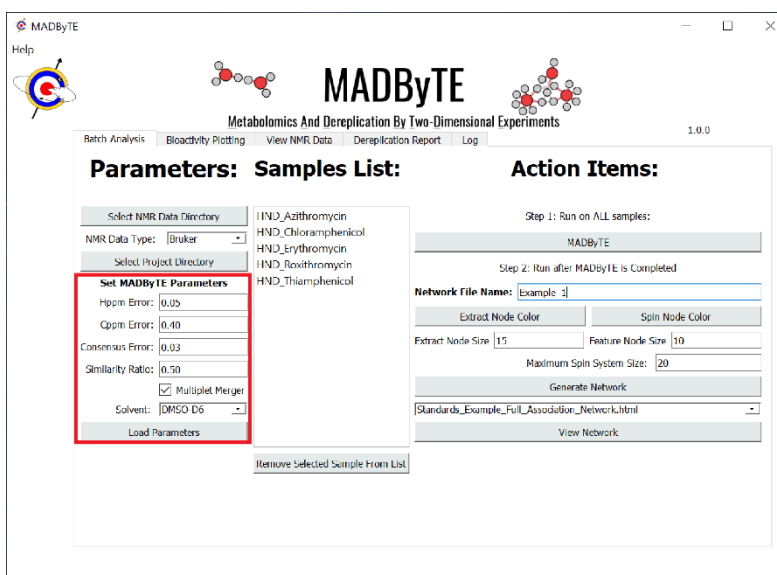 MADByTE
Help
MADByTE
Metabolomics And Dereplication By Two-Dimensional Experiments
1.0.0
Batch Analysis Bioactivity Plotting View NMR Data Dereplication Report Log
Parameters: Samples List: Action Items:
Select NMR Data Directory
NMR Data Type: Bruker
Select Project Directory
Set MADByTE Parameters
Hppm Error: 0.05
Cppm Error: 0.40
Consensus Error: 0.03
Similarity Ratio: 0.50
Multiplet Merger
Solvent: DMSO-D6
Load Parameters
HND_Azithromycin
HND_Chloramphenicol
HND_Erythromycin
HND_Roxithromycin
HND_Thiamphenicol
Remove Selected Sample From List
Step 1: Run on ALL samples:
MADByTE
Step 2: Run after MADByTE is Completed
Network File Name: Example_1
Extract Node Color Spin Node Color
Extract Node Size 15 Feature Node Size 10
Maximum Spin System Size: 20
Generate Network
Standards_Example_Full_Association_Network.html
View Network